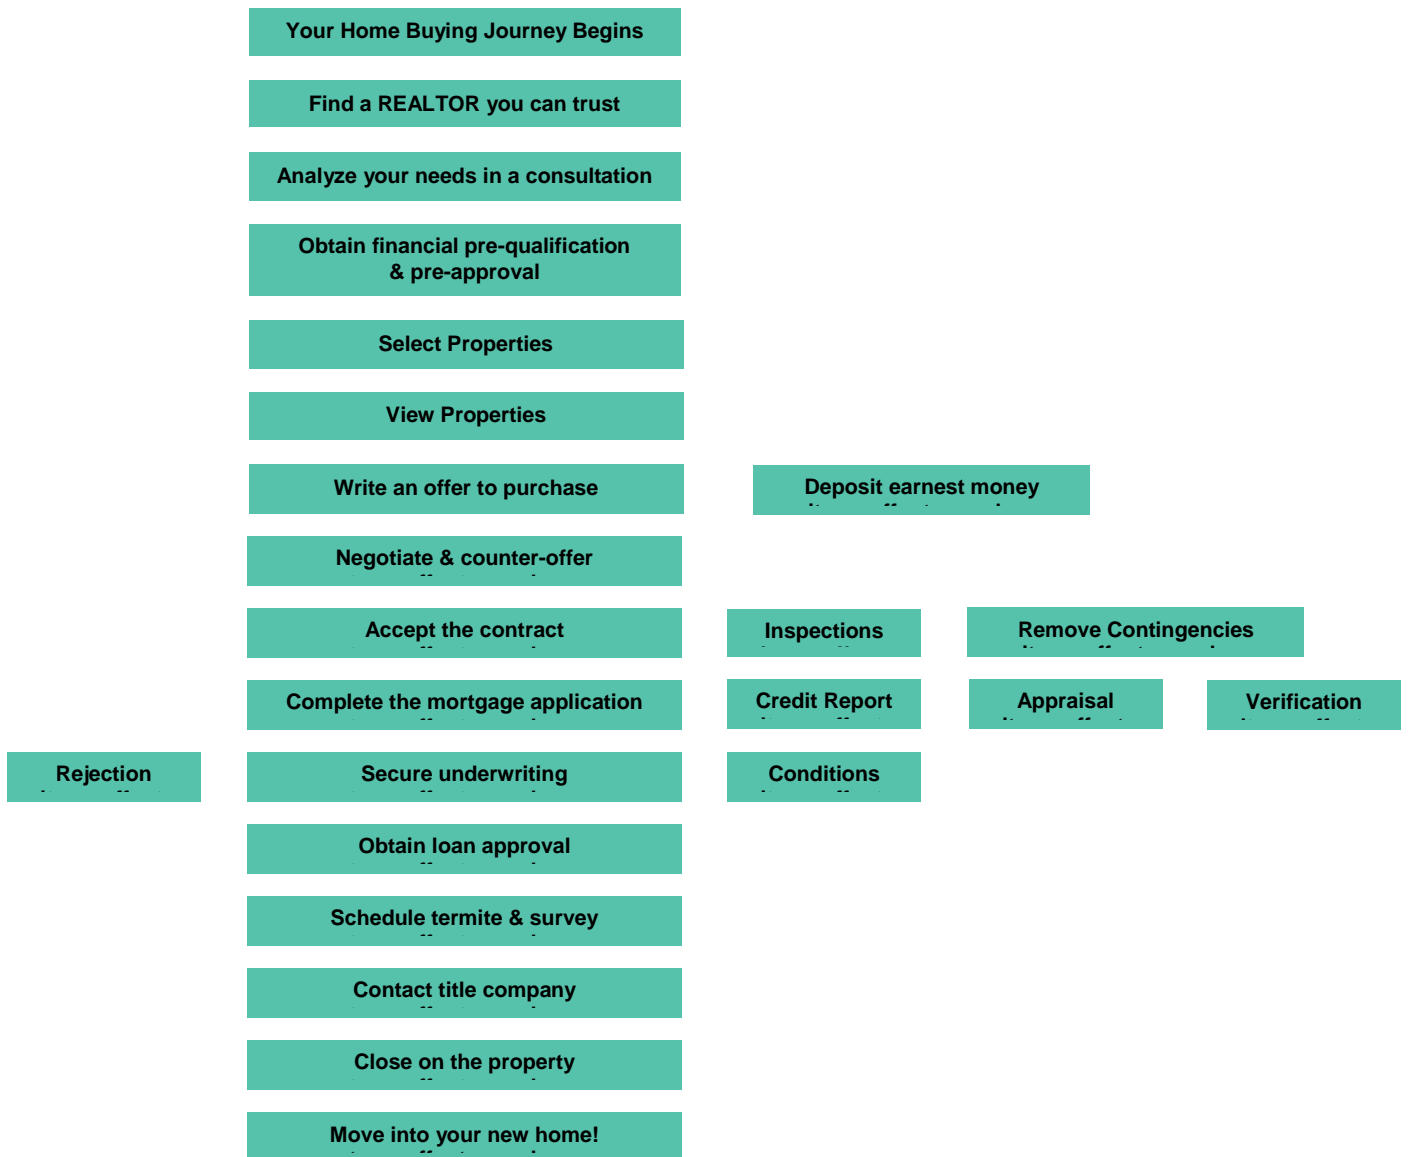 Your Home Buying Journey Begins
Find a REALTOR you can trust
Analyze your needs in a consultation
Obtain financial pre-qualification
& pre-approval
Select Properties
View Properties
Write an offer to purchase
Deposit earnest money
Negotiate & counter-offer
Accept the contract
Inspections
Remove Contingencies
Complete the mortgage application
Credit Report
Appraisal
Verification
Rejection
Secure underwriting
Conditions
Obtain loan approval
Schedule termite & survey
Contact title company
Close on the property
Move into your new home!